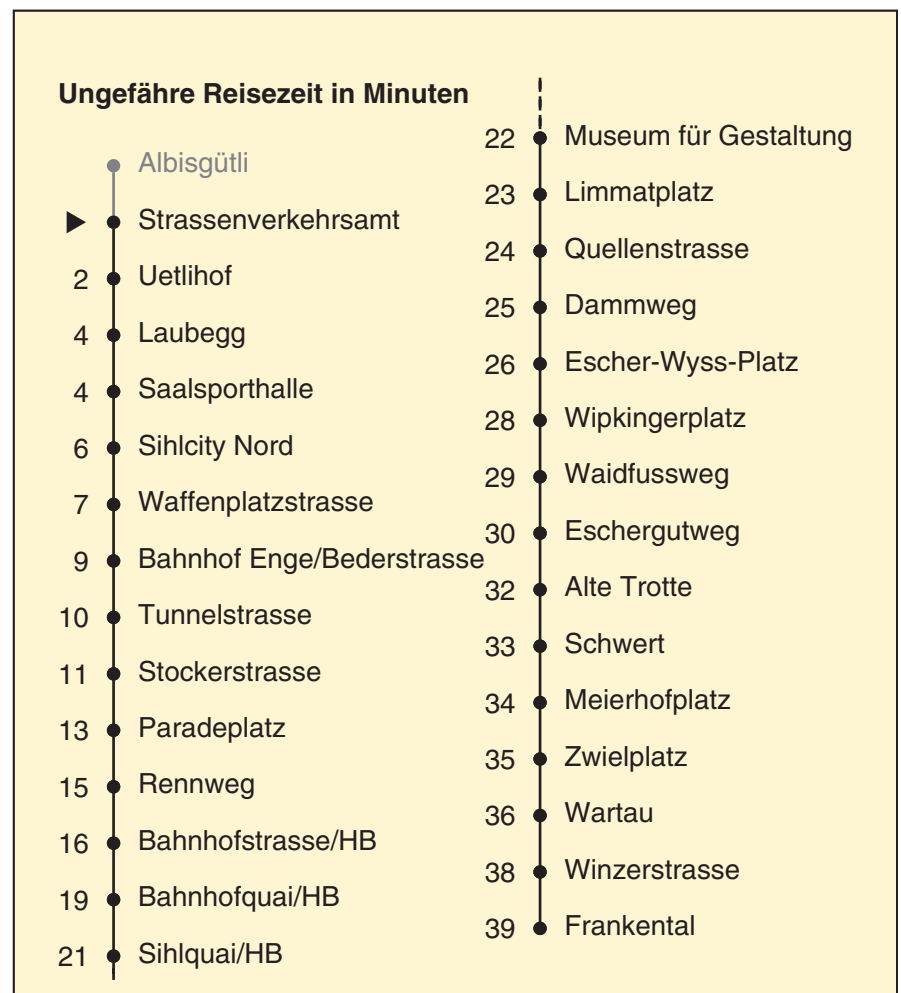 Ungefähre Reisezeit in Minuten
Albisgütli
Strassenverkehrsamt
2 Uetlihof
4 Laubegg
4 Saalsporthalle
6 Sihlcity Nord
7 Waffenplatzstrasse
9 Bahnhof Enge/Bederstrasse
10 Tunnelstrasse
11 Stockerstrasse
13 Paradeplatz
15 Rennweg
16 Bahnhofstrasse/HB
19 Bahnhofquai/HB
21 Sihlquai/HB
22 Museum für Gestaltung
23 Limmatplatz
24 Quellenstrasse
25 Dammweg
26 Escher-Wyss-Platz
28 Wipkingerplatz
29 Waidfussweg
30 Eschergutweg
32 Alte Trotte
33 Schwert
34 Meierhofplatz
35 Zwielplatz
36 Wartau
38 Winzerstrasse
39 Frankental